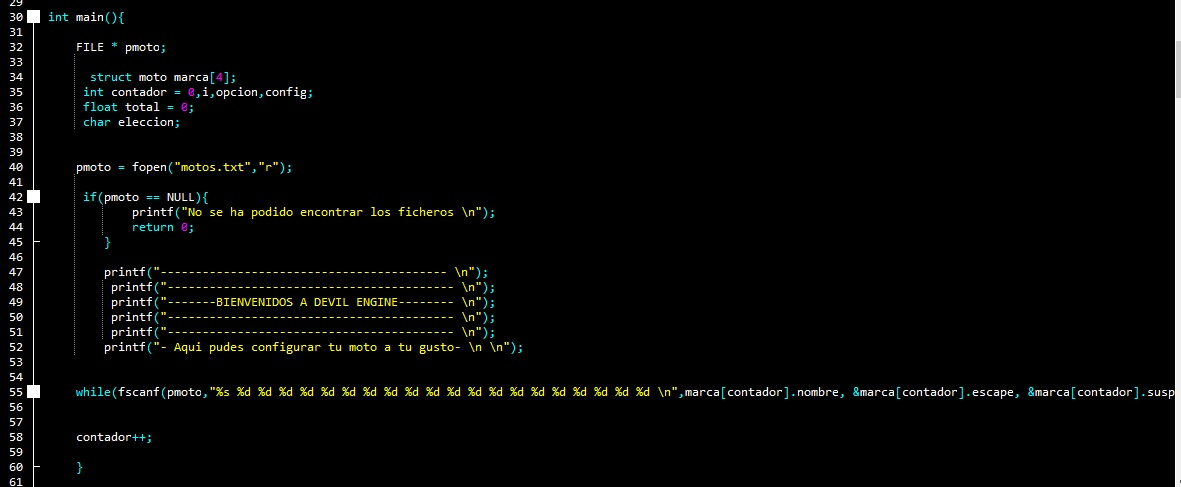 29
30 int main(){
31
32 FILE * pmoto;
33
34 struct moto marca[4];
35 int contador = 0,i,opcion,config;
36 float total = 0;
37 char eleccion;
38
39
40 pmoto = fopen("motos.txt","r");
41
42 if(pmoto == NULL){
43 printf("No se ha podido encontrar los ficheros \n");
44 return 0;
45 }
46
47 printf("----------------------------------------- \n");
48 printf("----------------------------------------- \n");
49 printf("-------BIENVENIDOS A DEVIL ENGINE-------- \n");
50 printf("----------------------------------------- \n");
51 printf("----------------------------------------- \n");
52 printf("- Aqui pudes configurar tu moto a tu gusto- \n \n");
53
54
55 while(fscanf(pmoto,"%s %d %d %d %d %d %d %d %d %d %d %d %d %d %d %d %d %d %d %d %d \n",marca[contador].nombre, &marca[contador].escape, &marca[contador].susp
56
57
58 contador++;
59
60 }
61